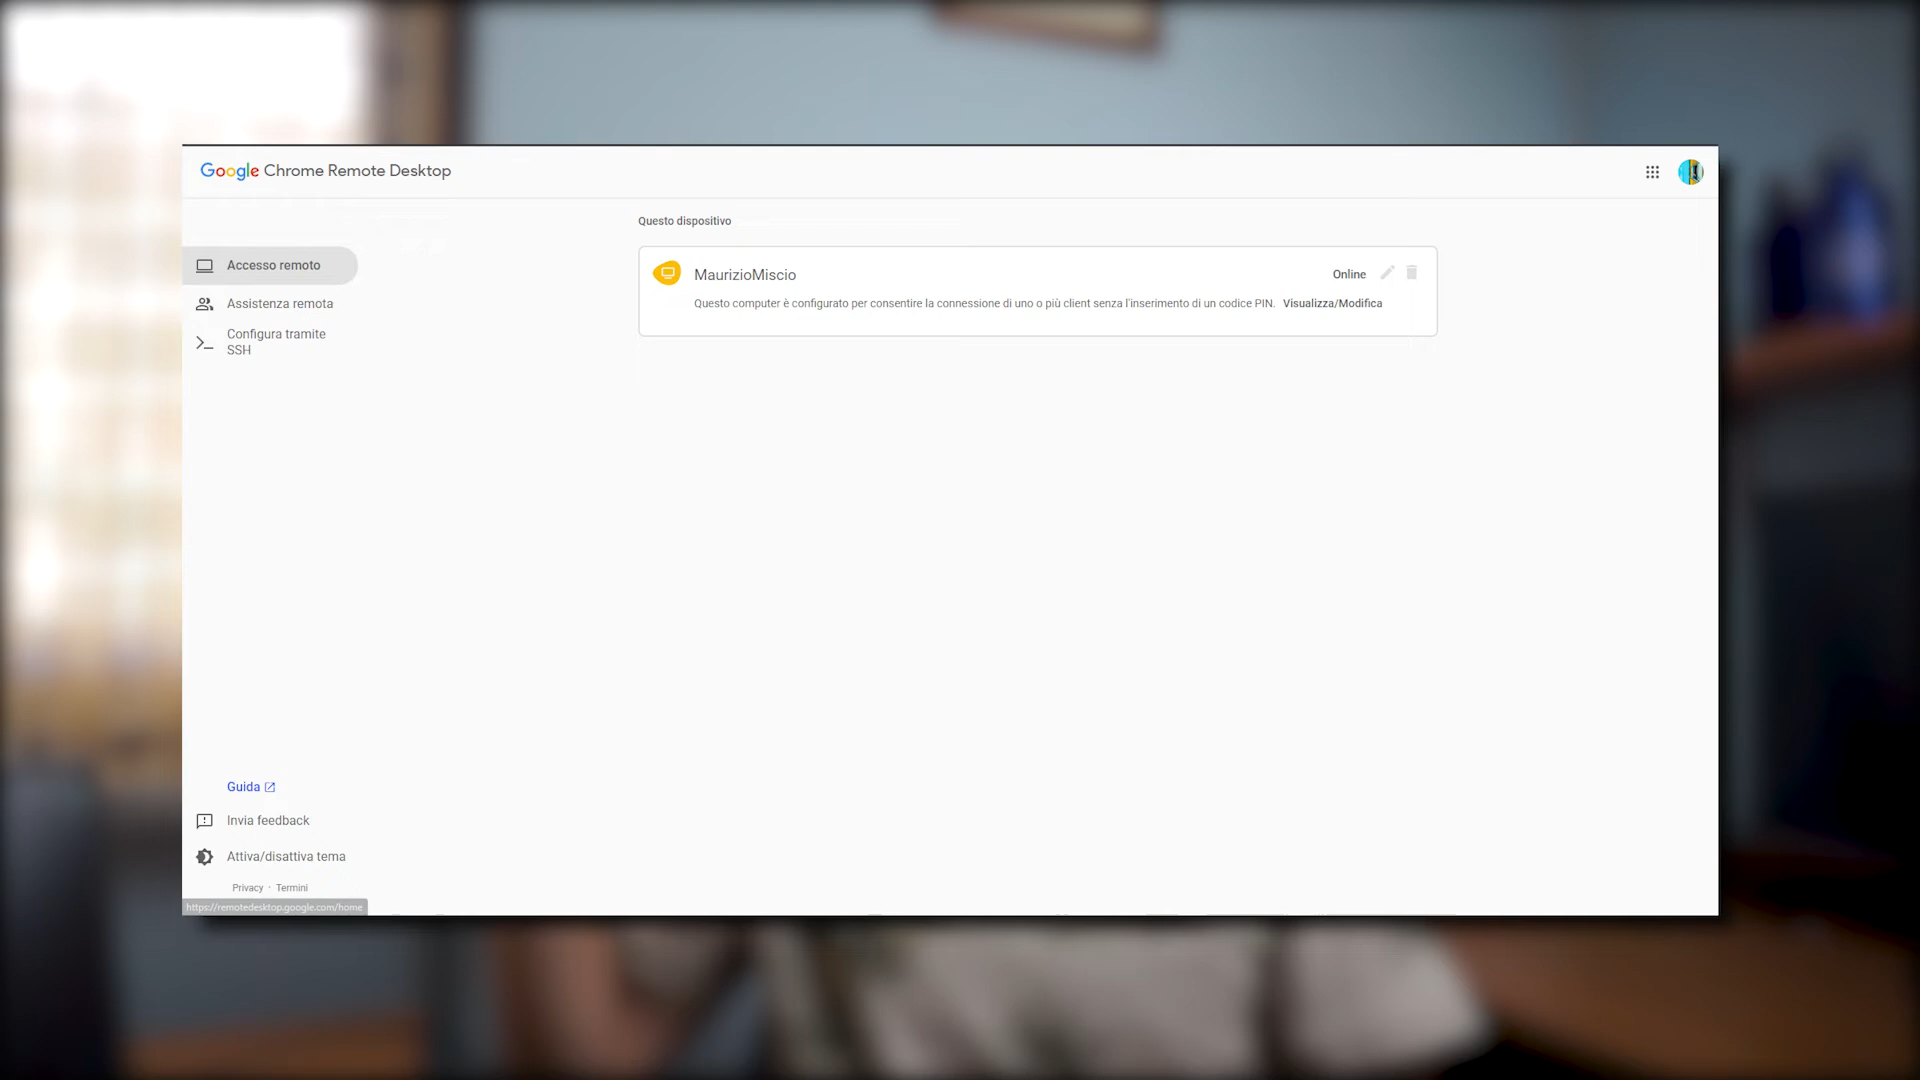 Google Chrome Remote Desktop
Questo dispositivo
Accesso remoto
MaurizioMiscio
Online
Questo computer è configurato per consentire la connessione di uno o più client senza l'inserimento di un codice PIN. Visualizza/Modifica
Assistenza remota
Configura tramite
SSH
Guida
Invia feedback
Attiva/disattiva tema
Privacy · Termini
https://remotedesktop.google.com/home